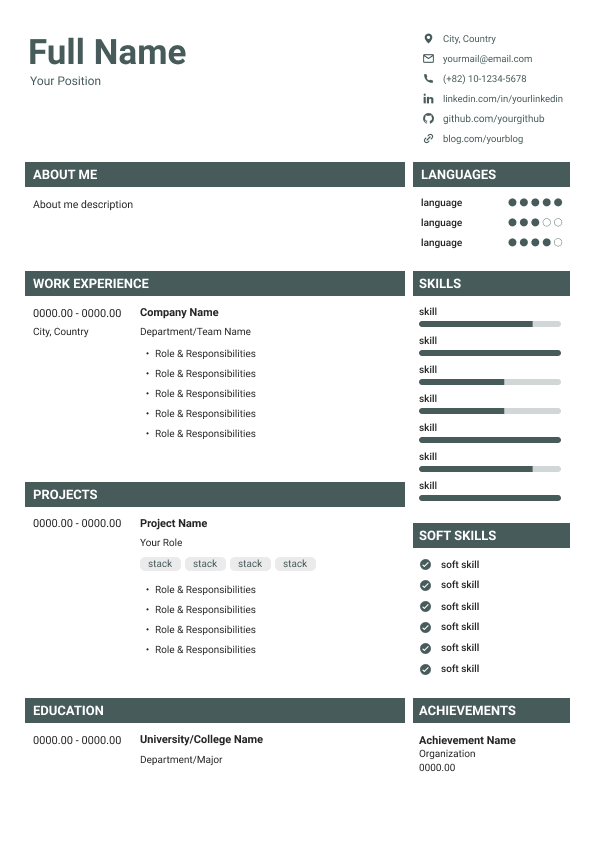 Full Name
Your Position
City, Country
yourmail@email.com
(+82) 10-1234-5678
linkedin.com/in/yourlinkedin
github.com/yourgithub
blog.com/yourblog
ABOUT ME
About me description
WORK EXPERIENCE
0000.00 - 0000.00
City, Country
Company Name
Department/Team Name
• Role & Responsibilities
• Role & Responsibilities
• Role & Responsibilities
• Role & Responsibilities
• Role & Responsibilities
PROJECTS
0000.00 - 0000.00
Project Name
Your Role
stack stack stack stack
• Role & Responsibilities
• Role & Responsibilities
• Role & Responsibilities
• Role & Responsibilities
EDUCATION
0000.00 - 0000.00
University/College Name
Department/Major
LANGUAGES
language
language
language
SKILLS
skill
skill
skill
skill
skill
skill
skill
SOFT SKILLS
soft skill
soft skill
soft skill
soft skill
soft skill
soft skill
ACHIEVEMENTS
Achievement Name
Organization
0000.00